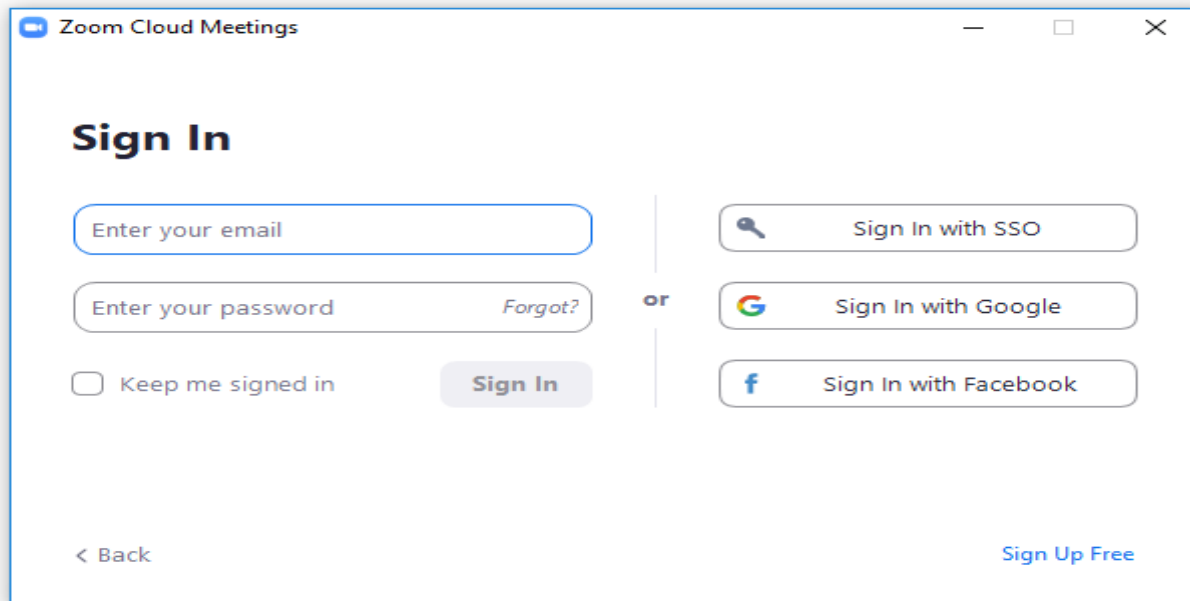 Zoom Cloud Meetings
Sign In
Enter your email
Enter your password Forgot?
Keep me signed in Sign In
or
Sign In with SSO
Sign In with Google
Sign In with Facebook
< Back
Sign Up Free